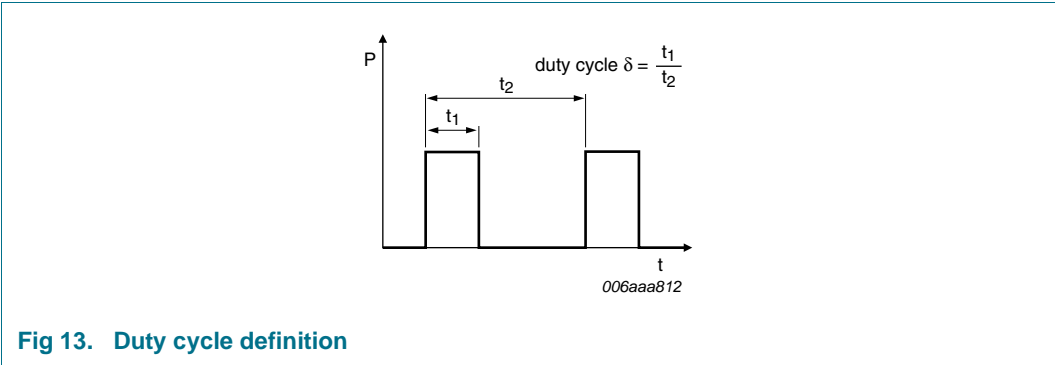 P
duty cycle δ = t1
t2
t2
t1
t
006aaa812
Fig 13. Duty cycle definition